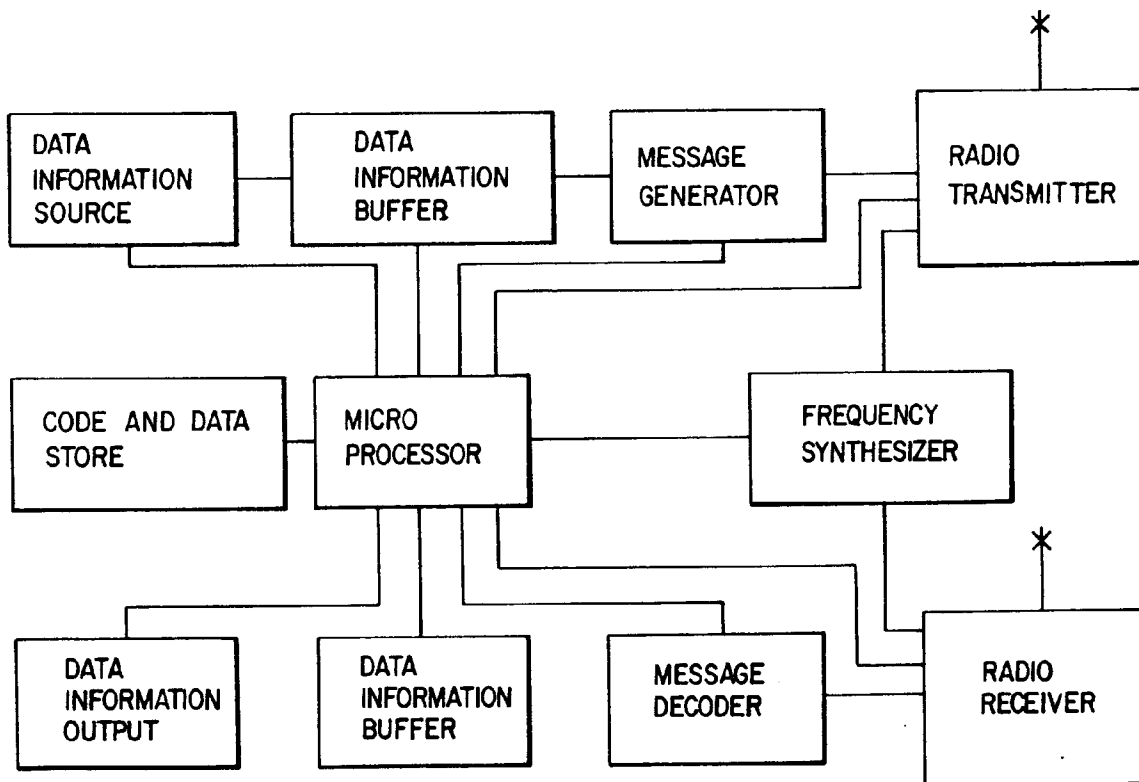 DATA
INFORMATION
SOURCE
DATA
INFORMATION
BUFFER
MESSAGE
GENERATOR
RADIO
TRANSMITTER
CODE AND DATA
STORE
MICRO
PROCESSOR
FREQUENCY
SYNTHESIZER
DATA
INFORMATION
OUTPUT
DATA
INFORMATION
BUFFER
MESSAGE
DECODER
RADIO
RECEIVER